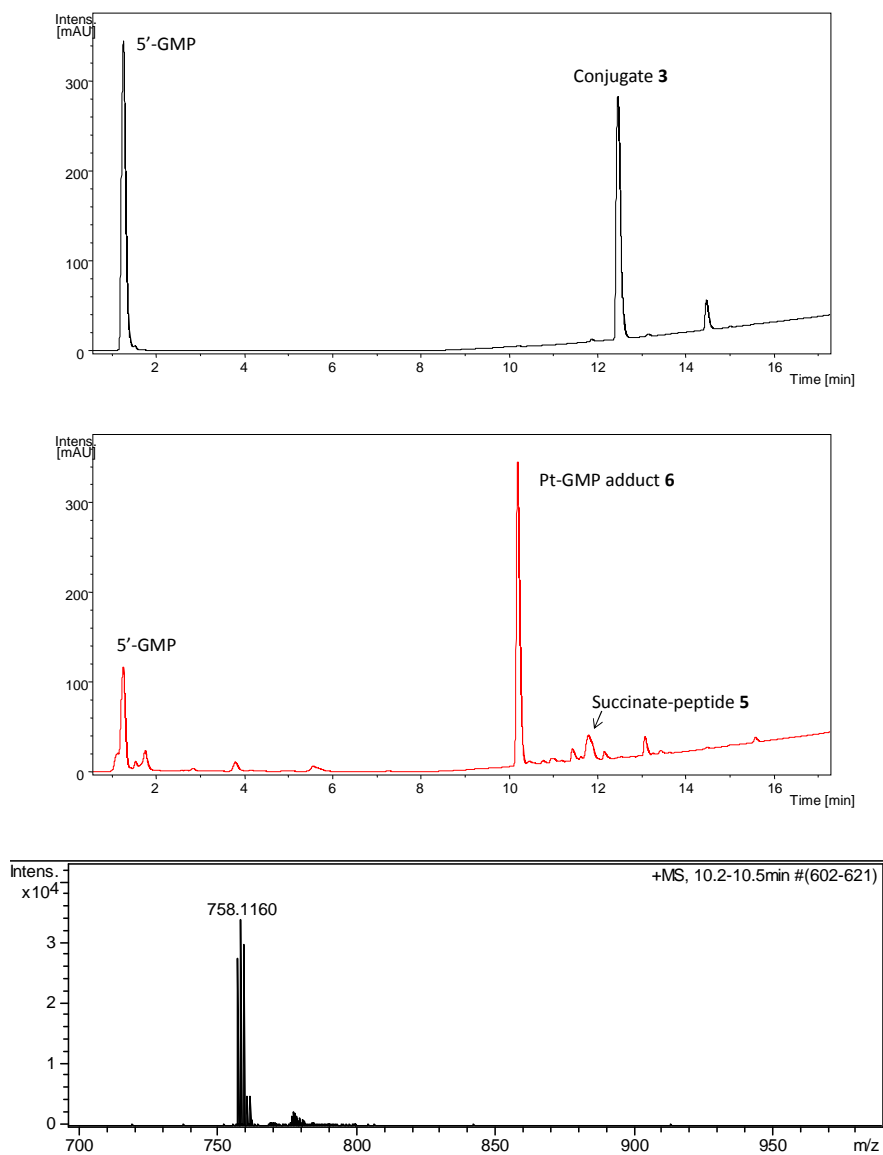 Intens.
[mAU]
5’-GMP
Conjugate 3
300
200
100
0
2 4 6 8 10 12 14 16
Time [min]
Intens.
[mAU]
Pt-GMP adduct 6
300
200
5’-GMP
Succinate-peptide 5
100
0
2 4 6 8 10 12 14 16
Time [min]
Intens.
x10⁴
+MS, 10.2-10.5min #(602-621)
758.1160
3
2
1
0
700 750 800 850 900 950 m/z